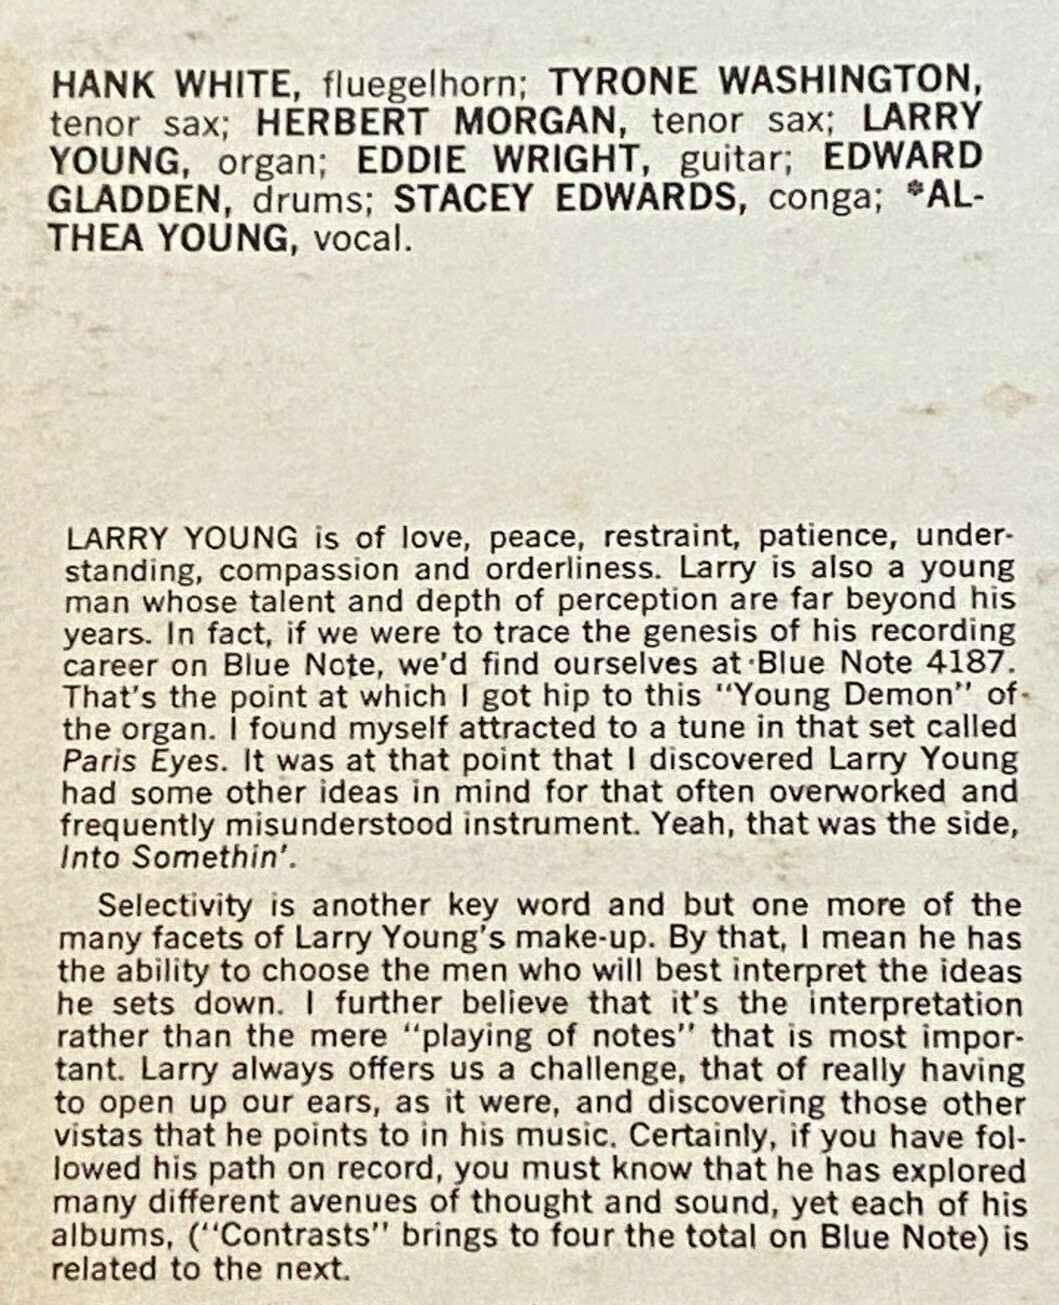 HANK WHITE, fluegelhorn; TYRONE WASHINGTON,
tenor sax; HERBERT MORGAN, tenor sax; LARRY
YOUNG, organ; EDDIE WRIGHT, guitar; EDWARD
GLADDEN, drums; STACEY EDWARDS, conga; *AL-
THEA YOUNG, vocal.
LARRY YOUNG is of love, peace, restraint, patience, under-
standing, compassion and orderliness. Larry is also a young
man whose talent and depth of perception are far beyond his
years. In fact, if we were to trace the genesis of his recording
career on Blue Note, we'd find ourselves at Blue Note 4187.
That's the point at which I got hip to this "Young Demon" of
the organ. I found myself attracted to a tune in that set called
Paris Eyes. It was at that point that I discovered Larry Young
had some other ideas in mind for that often overworked and
frequently misunderstood instrument. Yeah, that was the side,
Into Somethin'.
Selectivity is another key word and but one more of the
many facets of Larry Young's make-up. By that, I mean he has
the ability to choose the men who will best interpret the ideas
he sets down. I further believe that it's the interpretation
rather than the mere "playing of notes" that is most impor-
tant. Larry always offers us a challenge, that of really having
to open up our ears, as it were, and discovering those other
vistas that he points to in his music. Certainly, if you have fol-
lowed his path on record, you must know that he has explored
many different avenues of thought and sound, yet each of his
albums, ("Contrasts" brings to four the total on Blue Note) is
related to the next.